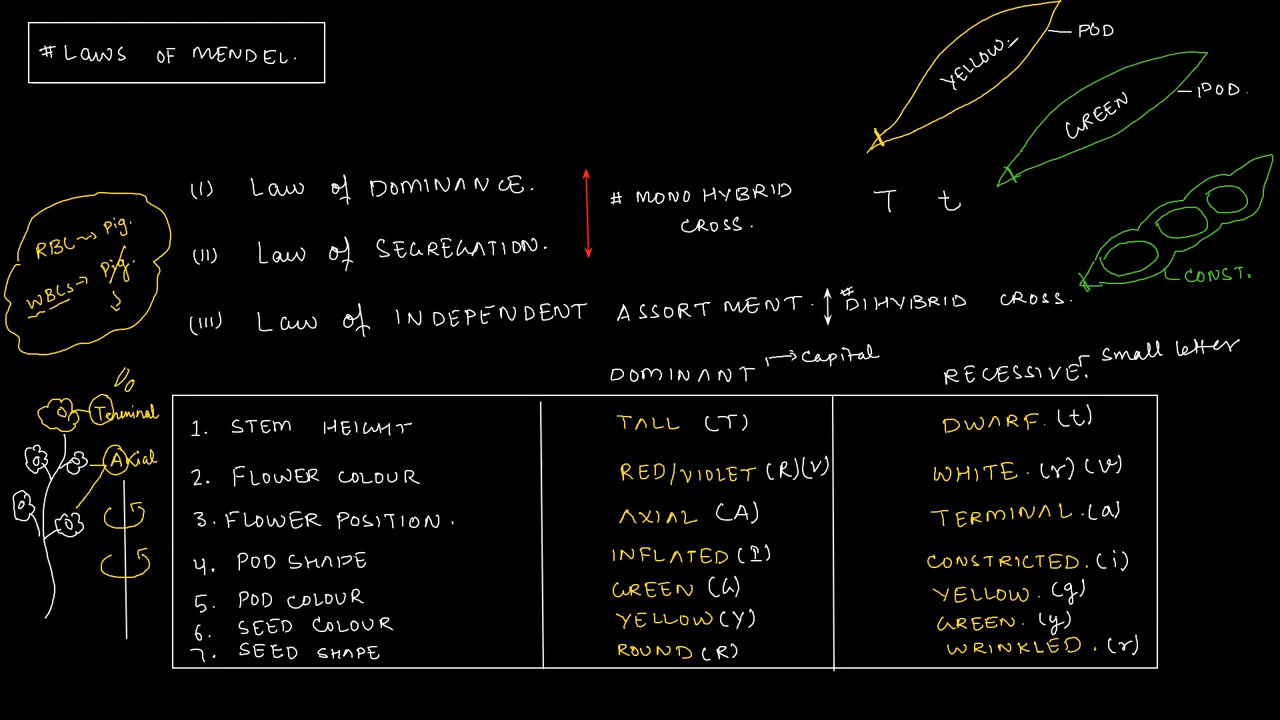 # LAWS OF MENDEL.
YELLOW
POD
GREEN
POD.
(I) LAW of DOMINANCE.
# MONO HYBRID
CROSS.
T t
RBC → Pig.
WBCs → Pig.
(II) LAW of SEGREGATION.
CONST.
(III) LAW of INDEPENDENT ASSORTMENT. # DIHYBRID CROSS.
DOMINANT → Capital
RECESSIVE. Small letter
Terminal
Axial
1. STEM HEIGHT TALL (T) DWARF. (t)
2. FLOWER COLOUR RED/VIOLET (R)(V) WHITE. (r)(v)
3. FLOWER POSITION. AXIAL (A) TERMINAL. (a)
4. POD SHAPE INFLATED (I) CONSTRICTED. (i)
5. POD COLOUR GREEN (G) YELLOW. (g)
6. SEED COLOUR YELLOW (Y) GREEN. (y)
7. SEED SHAPE ROUND (R) WRINKLED. (r)